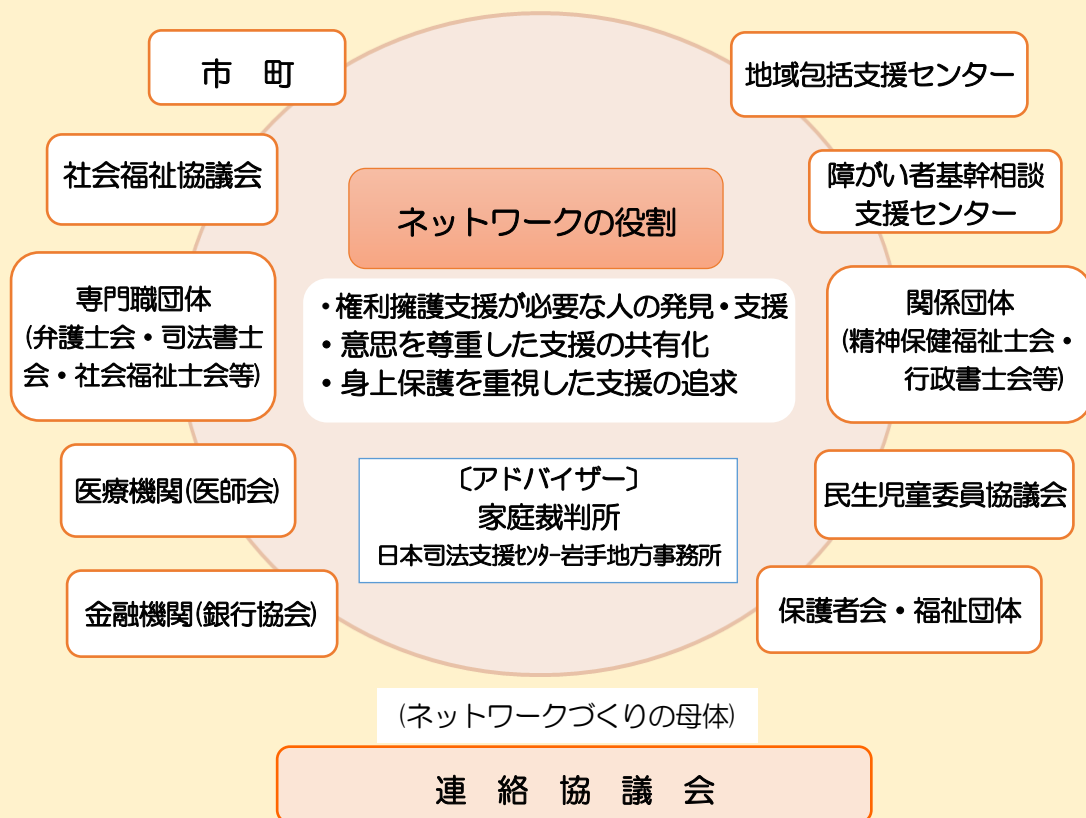 市　町
地域包括支援センター
社会福祉協議会
障がい者基幹相談
支援センター
ネットワークの役割
専門職団体
(弁護士会・司法書士
会・社会福祉士会等)
・権利擁護支援が必要な人の発見・支援
・意思を尊重した支援の共有化
・身上保護を重視した支援の追求
関係団体
(精神保健福祉士会・
行政書士会等)
医療機関(医師会)
〔アドバイザー〕
家庭裁判所
日本司法支援ｾﾝﾀｰ岩手地方事務所
民生児童委員協議会
金融機関(銀行協会)
保護者会・福祉団体
(ネットワークづくりの母体)
連　絡　協　議　会